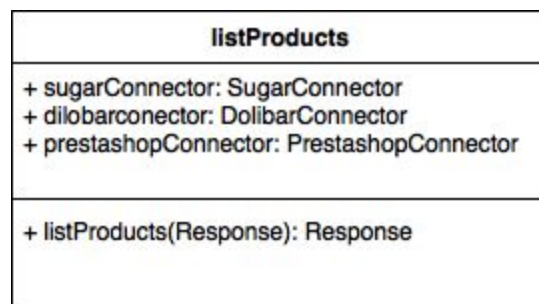 listProducts
+ sugarConnector: SugarConnector
+ dilobarconector: DolibarConnector
+ prestashopConnector: PrestashopConnector
+ listProducts(Response): Response